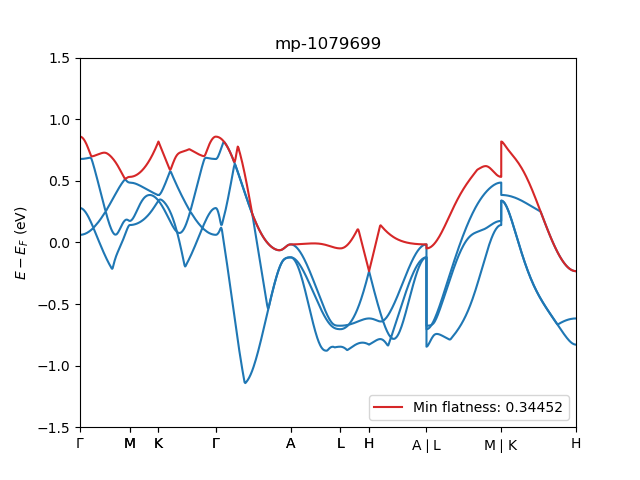 mp-1079699
E − E_F (eV)
1.5
1.0
0.5
0.0
−0.5
−1.0
−1.5
Min flatness: 0.34452
Γ M K Γ A L H A | L M | K H